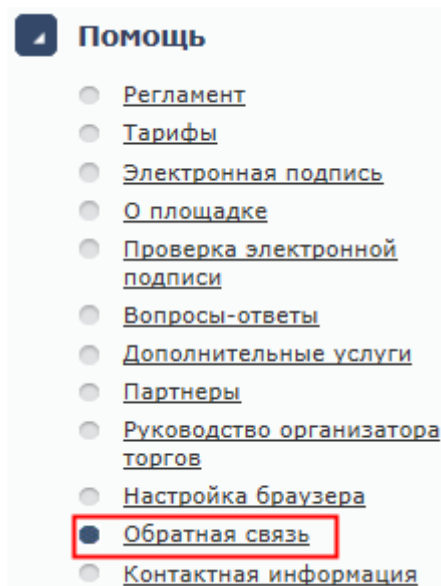 Помощь
Регламент
Тарифы
Электронная подпись
О площадке
Проверка электронной
подписи
Вопросы-ответы
Дополнительные услуги
Партнеры
Руководство организатора
торгов
Настройка браузера
Обратная связь
Контактная информация